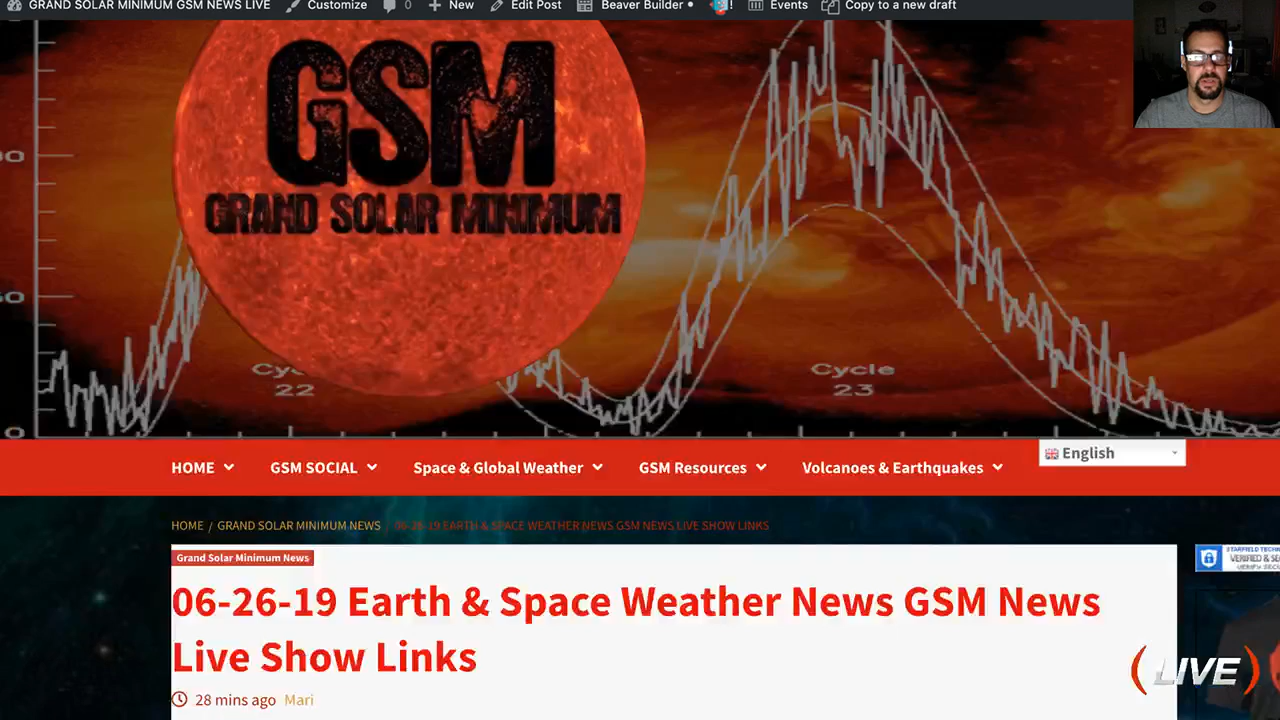 GRAND SOLAR MINIMUM GSM NEWS LIVE Customize 0 New Edit Post Beaver Builder • ! Events Copy to a new draft
GSM
GRAND SOLAR MINIMUM
Cycle
22
Cycle
23
0
HOME GSM SOCIAL Space & Global Weather GSM Resources Volcanoes & Earthquakes English
HOME / GRAND SOLAR MINIMUM NEWS 06-26-19 EARTH & SPACE WEATHER NEWS GSM NEWS LIVE SHOW LINKS
Grand Solar Minimum News
06-26-19 Earth & Space Weather News GSM News
Live Show Links
28 mins ago Mari
(LIVE)